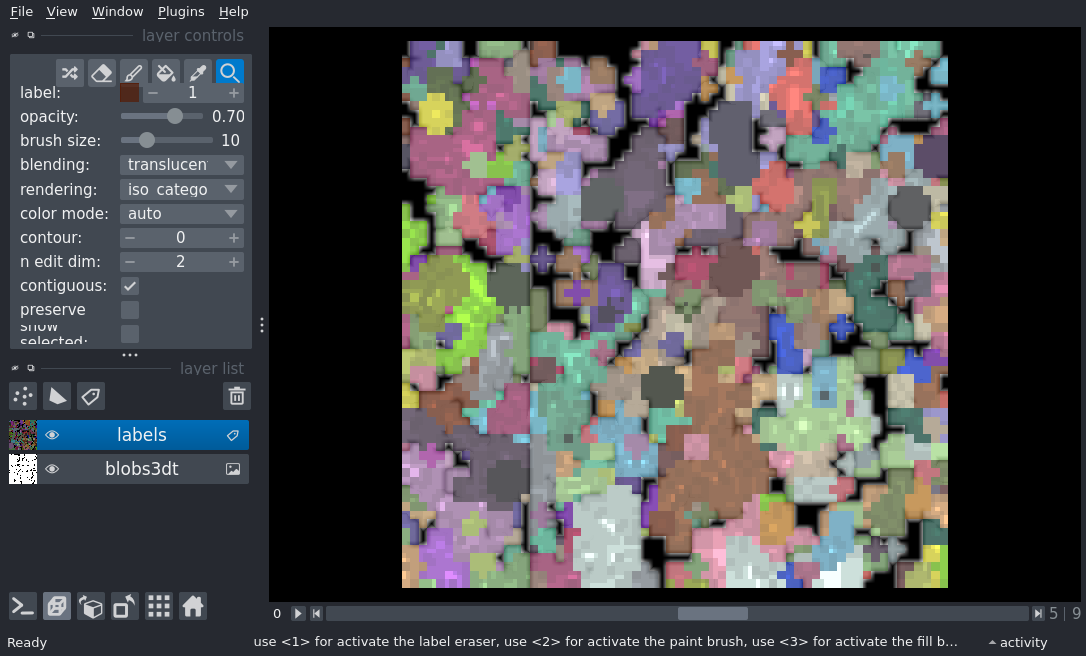 File View Window Plugins Help
layer controls
label: 1
opacity: 0.70
brush size: 10
blending: translucen
rendering: iso_catego
color mode: auto
contour: 0
n edit dim: 2
contiguous:
preserve
show
selected:
layer list
labels
blobs3dt
0 5 | 9
Ready use <1> for activate the label eraser, use <2> for activate the paint brush, use <3> for activate the fill b... activity